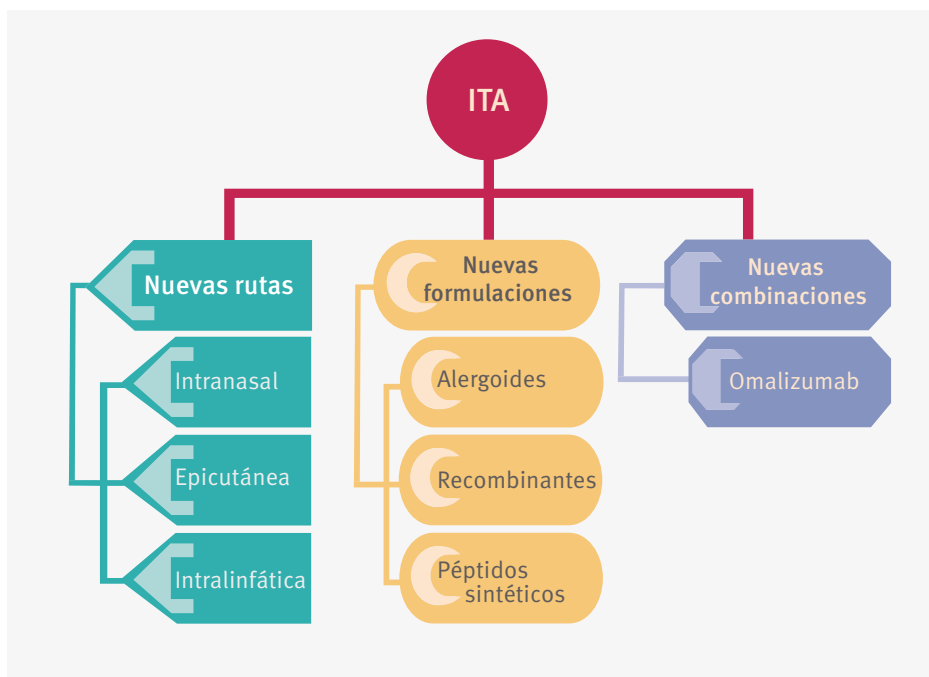 ITA
Nuevas rutas
Intranasal
Epicutánea
Intralinfática
Nuevas
formulaciones
Alergoides
Recombinantes
Péptidos
sintéticos
Nuevas
combinaciones
Omalizumab